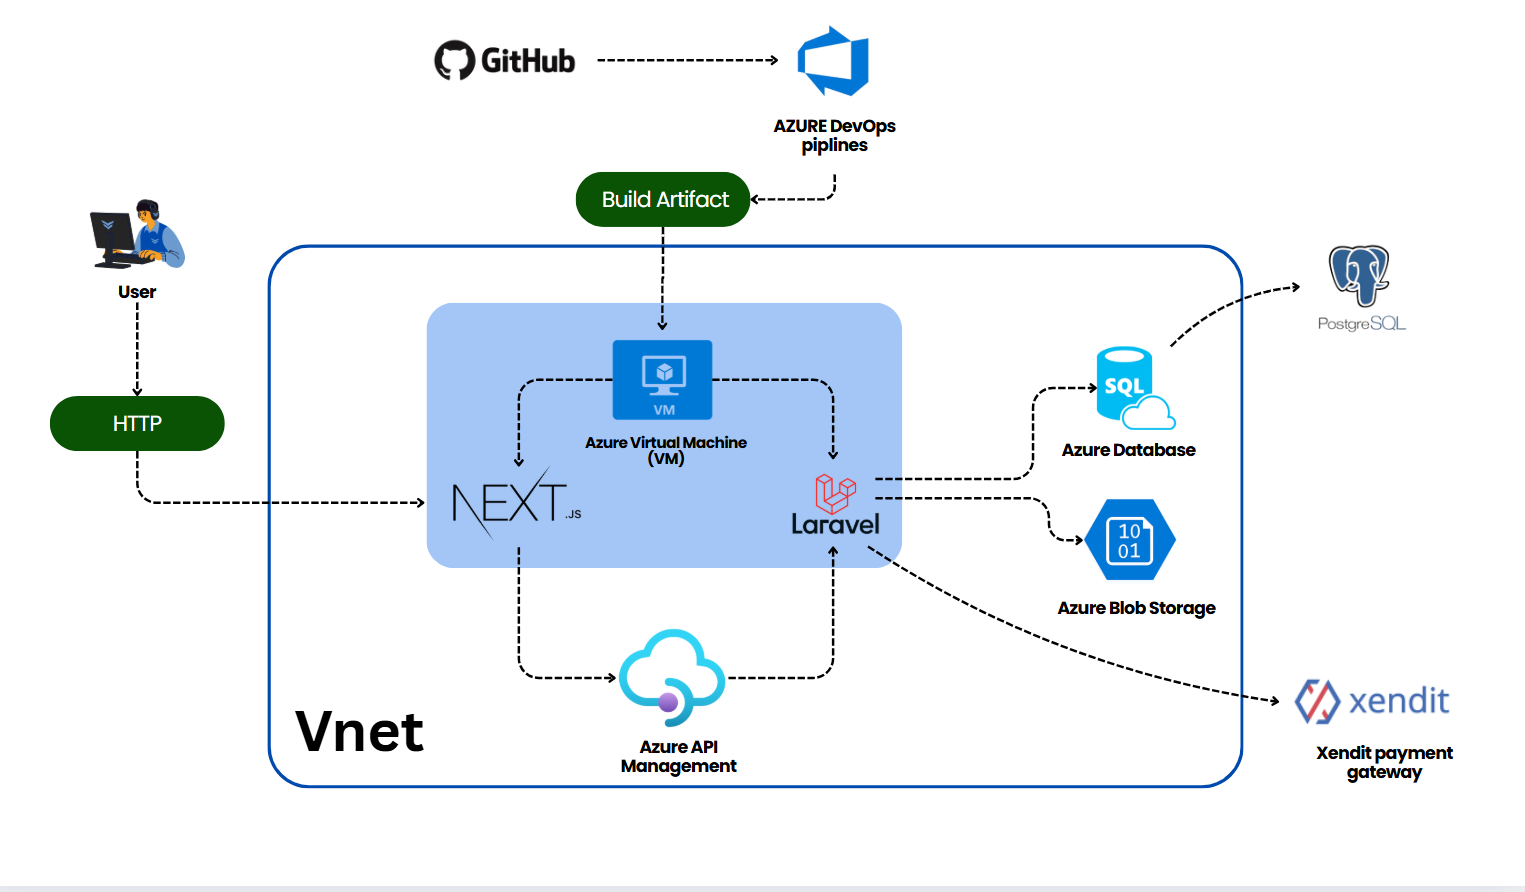 GitHub
AZURE DevOps
piplines
Build Artifact
User
HTTP
PostgreSQL
VM
Azure Virtual Machine
(VM)
SQL
Azure Database
NEXT.JS
Laravel
10
01
Azure Blob Storage
Azure API
Management
Vnet
xendit
Xendit payment
gateway